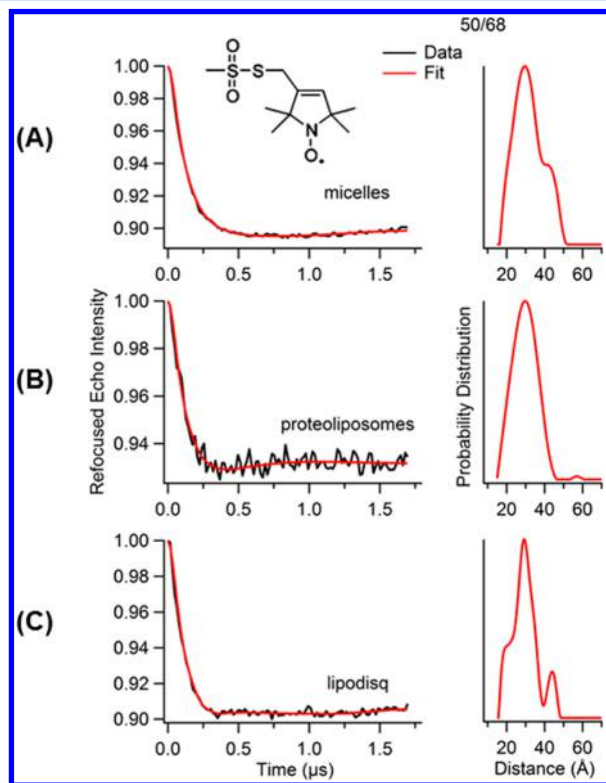 50/68
Data
Fit
(A)
O
S
S
O
N
O•
micelles
1.00
0.98
0.96
0.94
0.92
0.90
0.0
0.5
1.0
1.5
20
40
60
(B)
proteoliposomes
1.00
0.98
0.96
0.94
0.0
0.5
1.0
1.5
20
40
60
Refocused Echo Intensity
Probability Distribution
(C)
lipodisq
1.00
0.98
0.96
0.94
0.92
0.90
0.0
0.5
1.0
1.5
Time (µs)
20
40
60
Distance (Å)